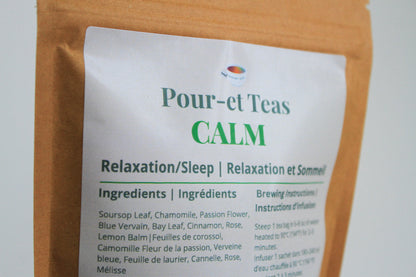 Pour-et Teas
CALM
Relaxation/Sleep | Relaxation et Sommeil
Ingredients | Ingrédients
Soursop Leaf, Chamomile, Passion Flower,
Blue Vervain, Bay Leaf, Cinnamon, Rose,
Lemon Balm|Feuilles de corossol,
Camomille Fleur de la passion, Verveine
bleue, Feuille de laurier, Cannelle, Rose,
Mélisse
Brewing Instructions |
Instructions d'infusion
Steep 1 tea bag in
heated to
minutes.
Infuser 1 sachet dans
d'eau chauffée à